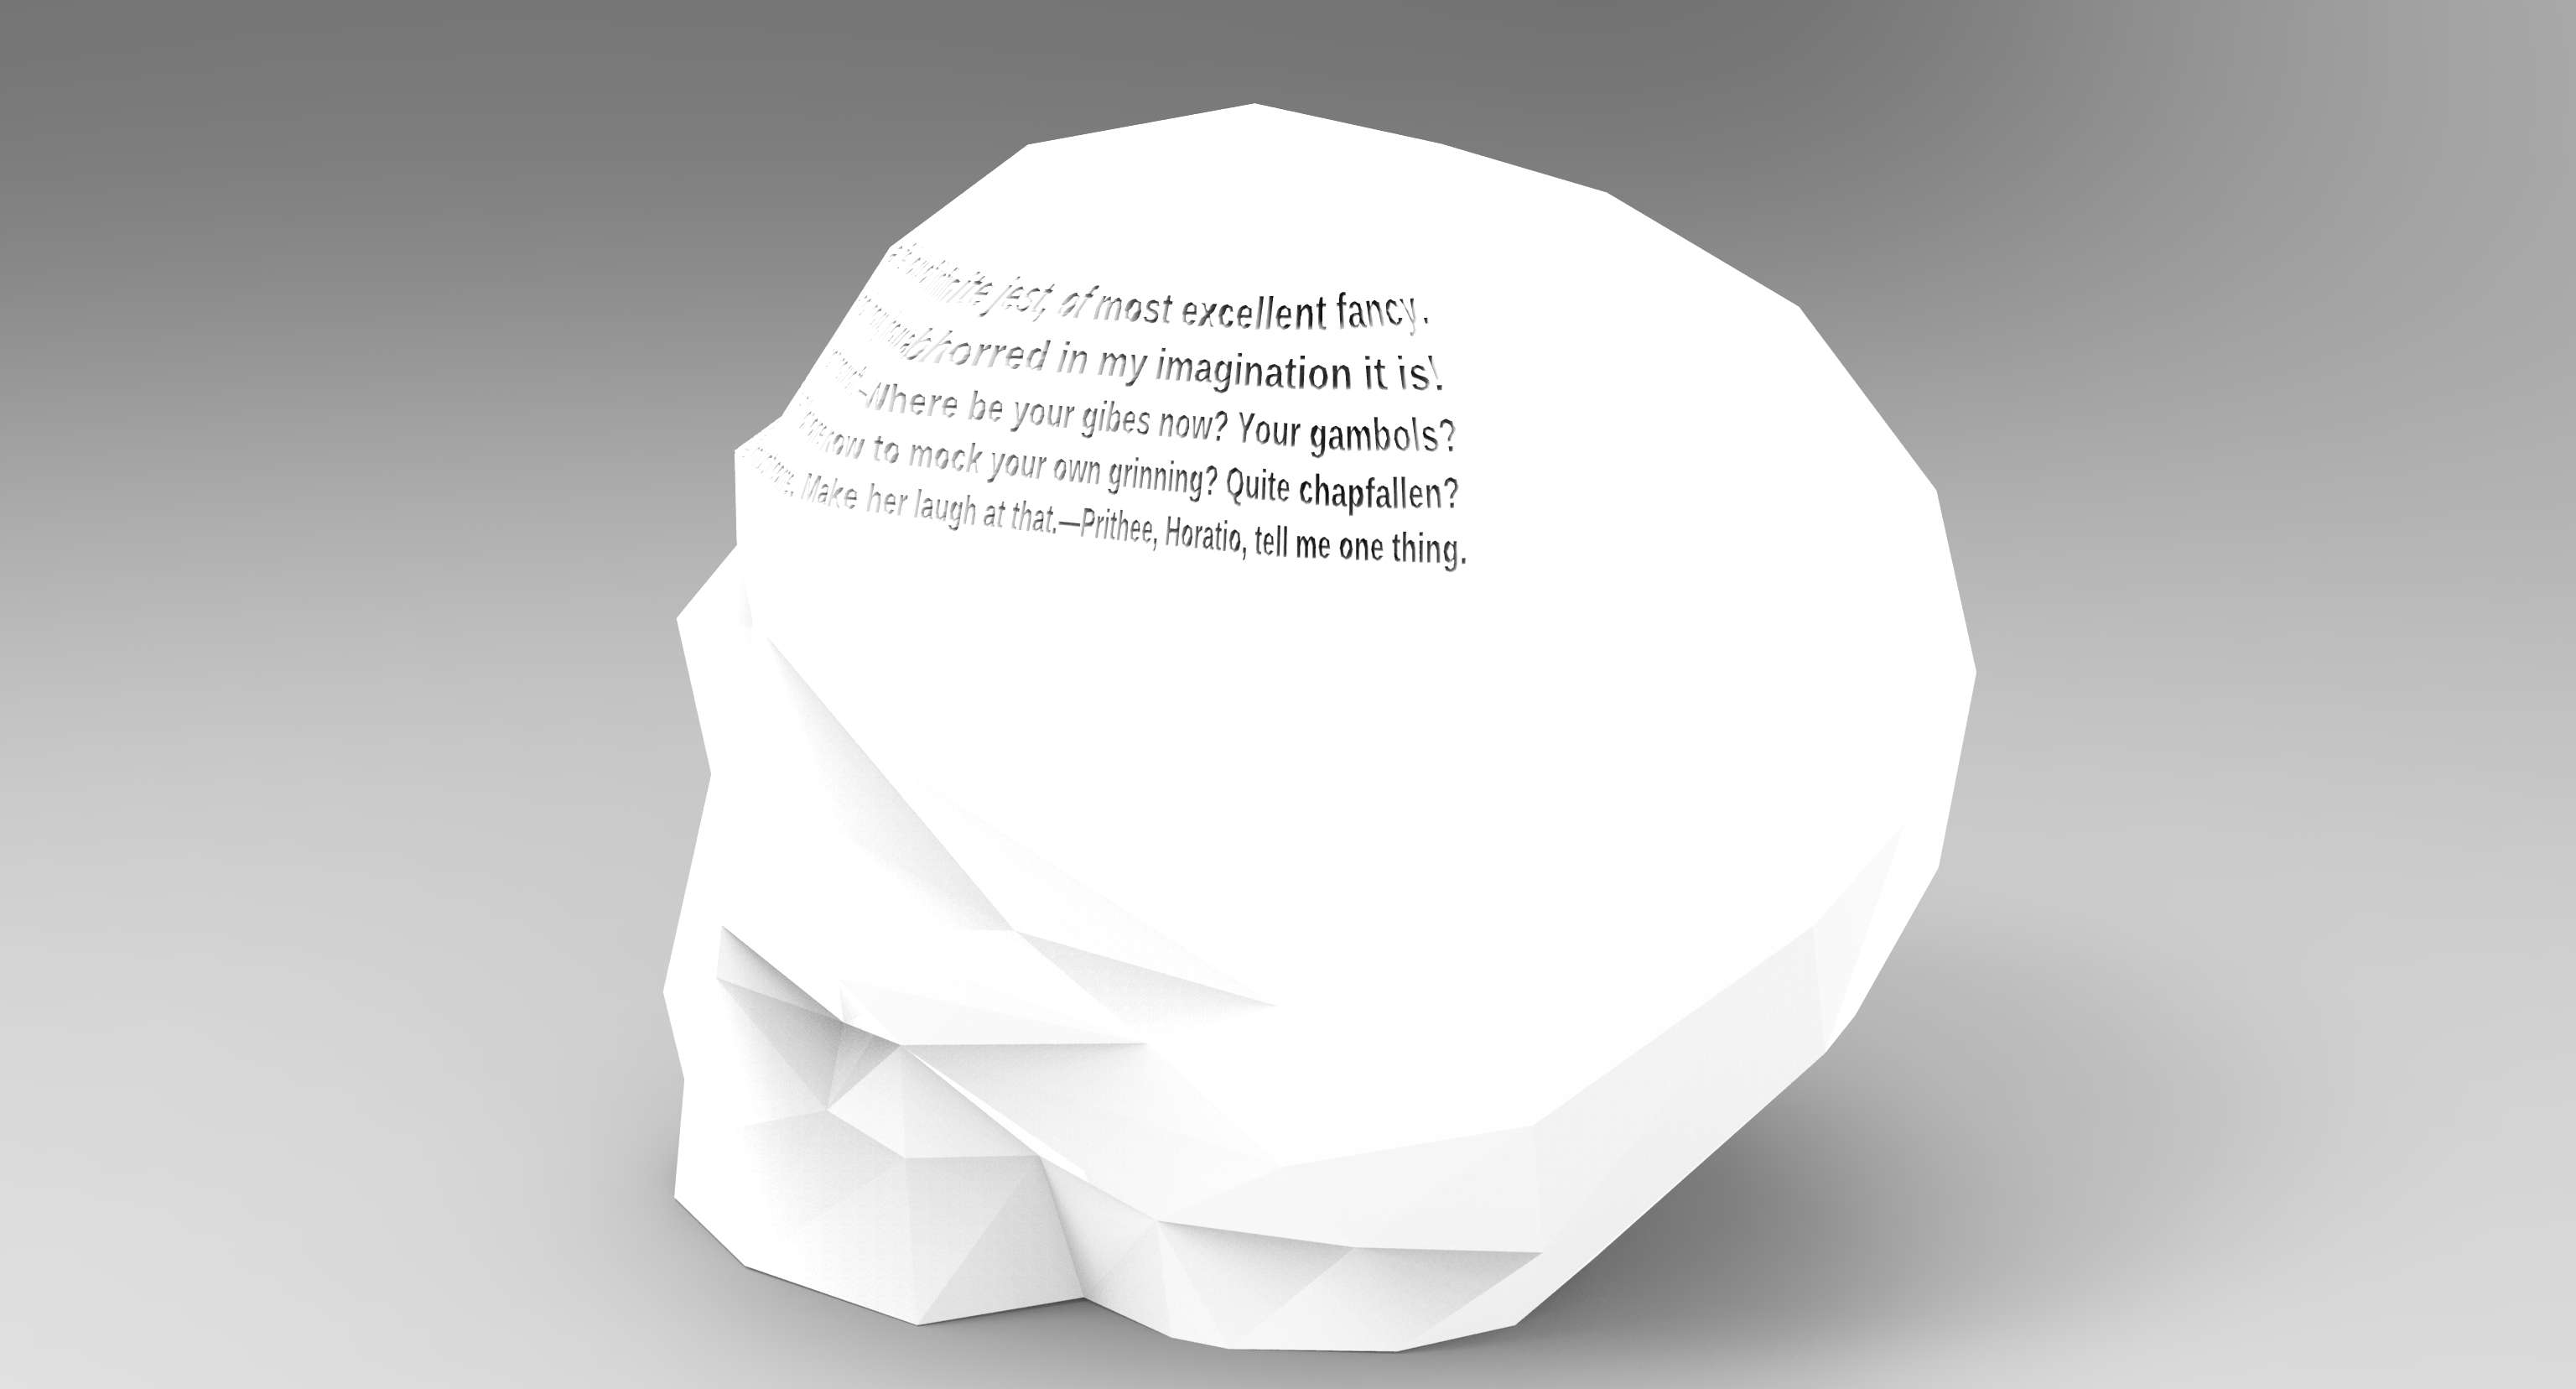 jest, of most excellent fancy.
abhorred in my imagination it is!
—Where be your gibes now? Your gambols?
now to mock your own grinning? Quite chapfallen?
Make her laugh at that.—Prithee, Horatio, tell me one thing.